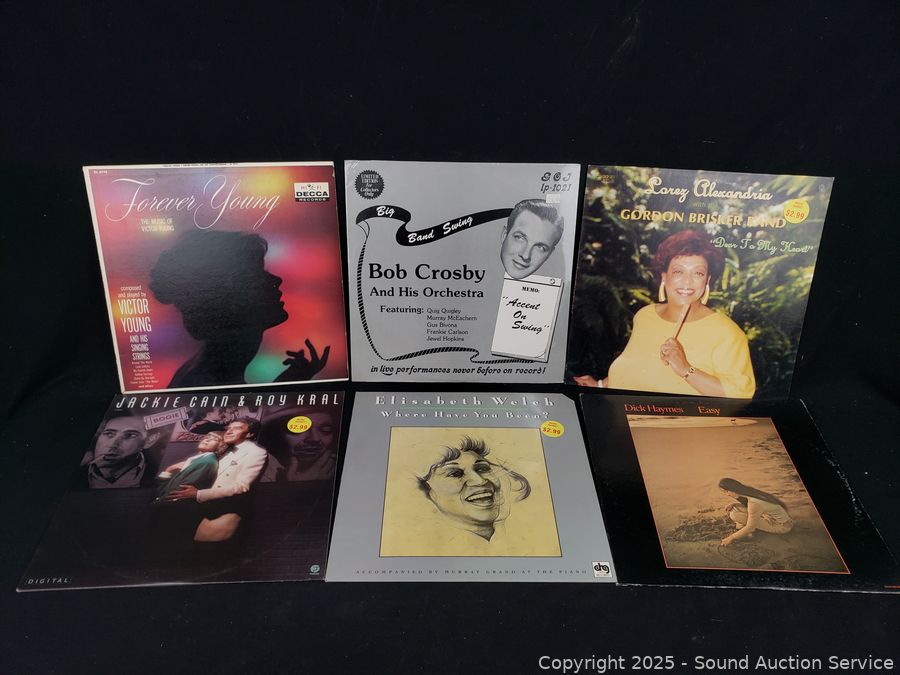 Forever Young
THE MUSIC OF
VICTOR YOUNG
HI-FI
DECCA
RECORDS
composed
and played by
VICTOR
YOUNG
AND HIS
SINGING
STRINGS
LIMITED
EDITION
for
Collectors
Only
lp-1021
Big
Band Swing
Bob Crosby
And His Orchestra
Featuring:
Quig Quigley
Murray McEachern
Gus Bivona
Frankie Carlson
Jewel Hopkins
MEMO:
"Accent
On
Swing"
in live performances never before on record!
Lorez Alexandria
GORDON BRISKER BAND
"Dear To My Heart"
$2.99
JACKIE CAIN & ROY KRAL
BOGIE
$2.99
DIGITAL
Elisabeth Welch
Where Have You Been?
$2.99
ACCOMPANIED BY MURRAY GRAND AT THE PIANO
drg
Dick Haymes Easy
Copyright 2025 - Sound Auction Service